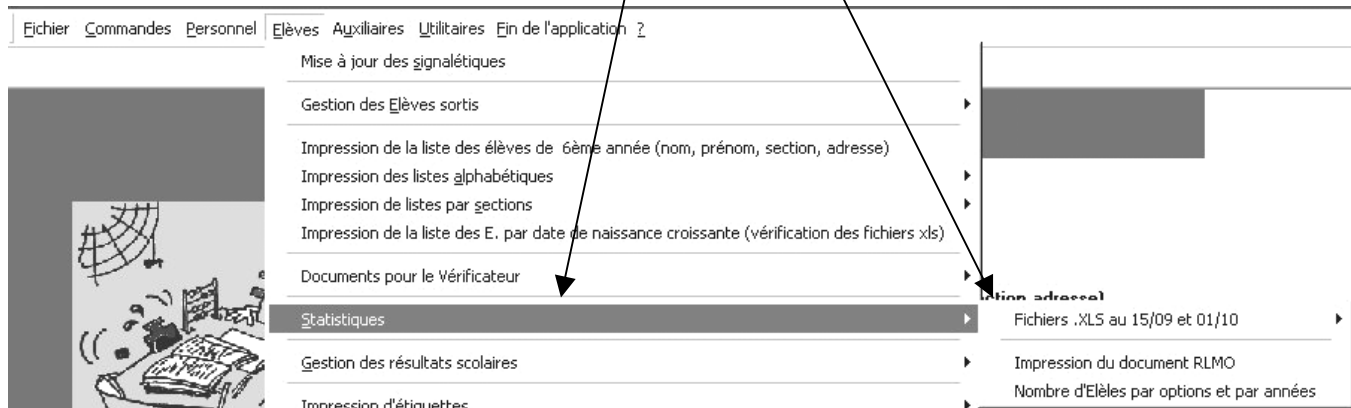 Fichier Commandes Personnel Elèves Auxiliaires Utilitaires Fin de l'application ?
Mise à jour des signalétiques
Gestion des Elèves sortis
Impression de la liste des élèves de 6ème année (nom, prénom, section, adresse)
Impression des listes alphabétiques
Impression de listes par sections
Impression de la liste des E. par date de naissance croissante (vérification des fichiers xls)
Documents pour le Vérificateur
Statistiques
Gestion des résultats scolaires
Impression d'étiquettes
adresse)
Fichiers .XLS au 15/09 et 01/10
Impression du document RLMO
Nombre d'Elèles par options et par années